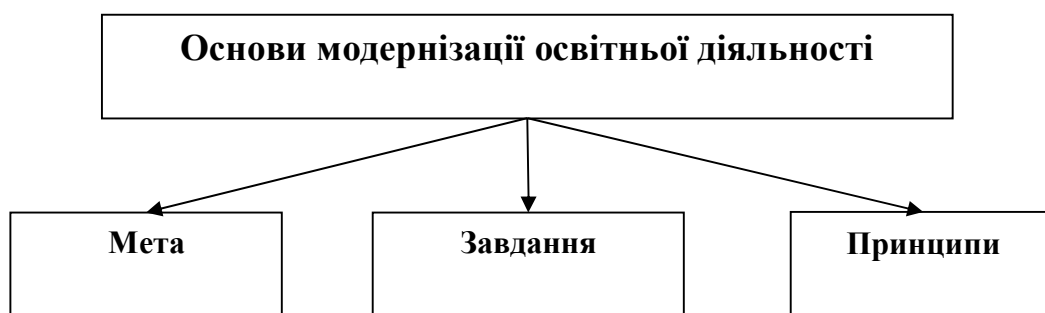 Основи модернізації освітньої діяльності
Мета
Завдання
Принципи